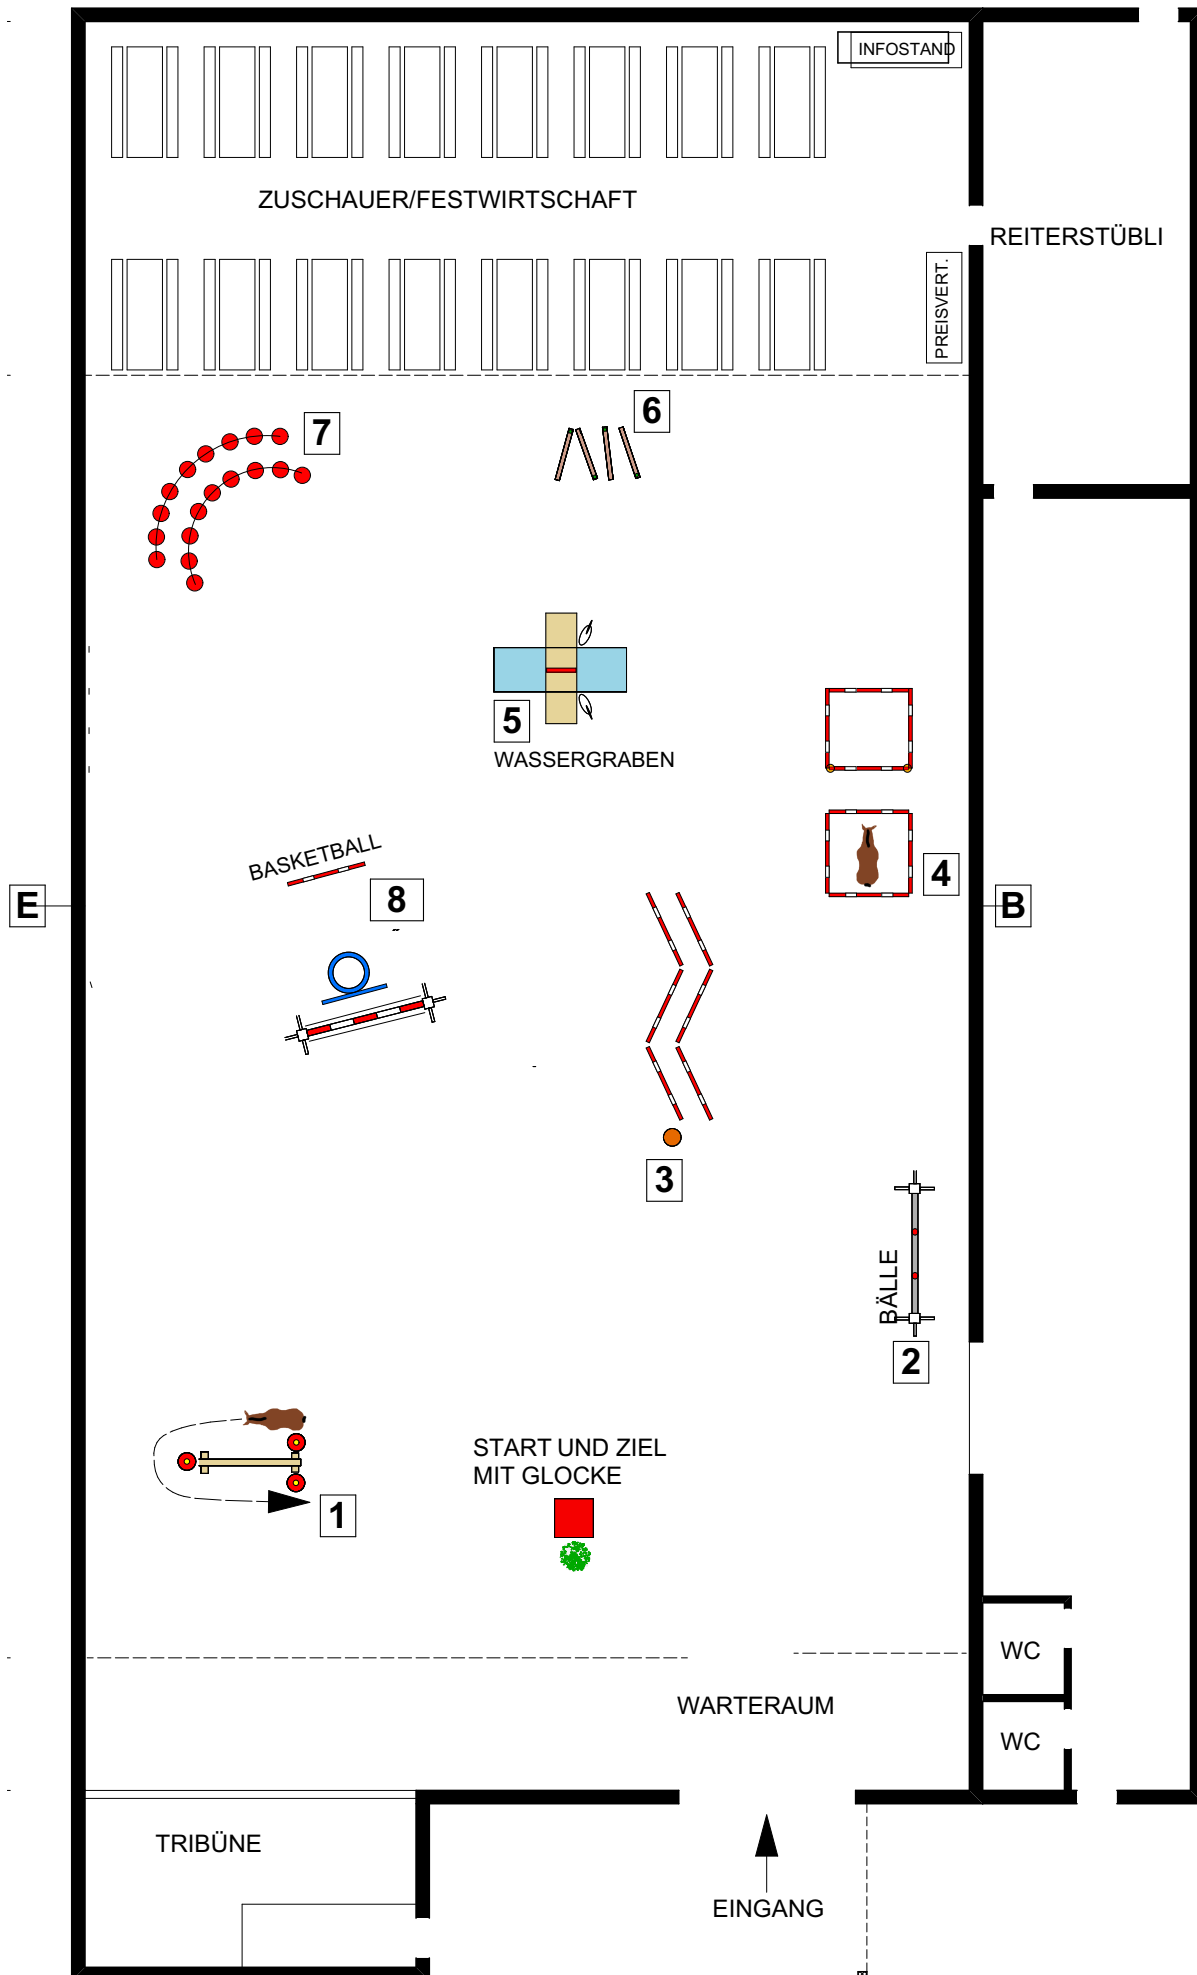 INFOSTAND
ZUSCHAUER/FESTWIRTSCHAFT
REITERSTÜBLI
PREISVERT.
6
7
5
WASSERGRABEN
BASKETBALL
4
8
E
B
3
BÄLLE
2
START UND ZIEL
MIT GLOCKE
1
WC
WARTERAUM
WC
TRIBÜNE
EINGANG